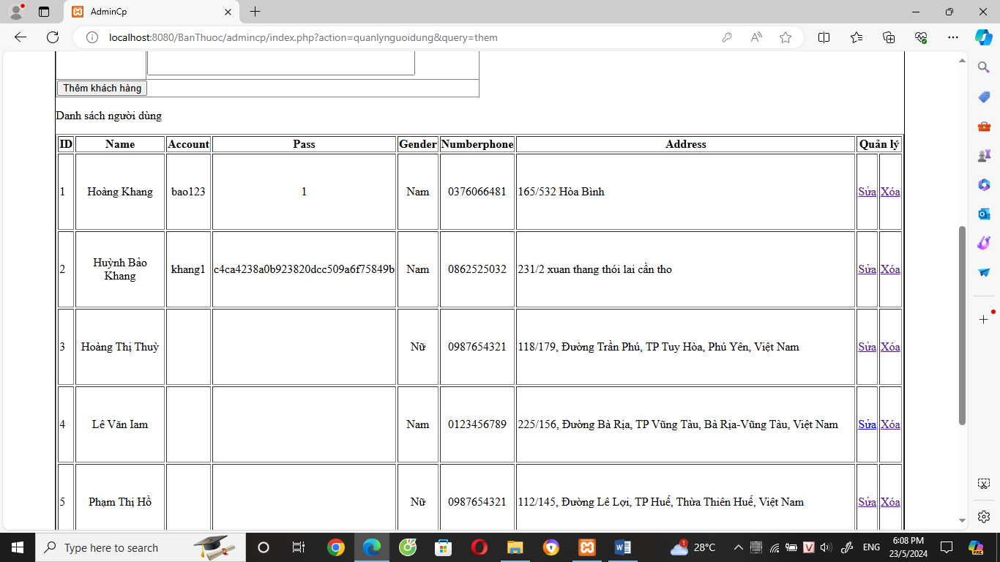 AdminCp
localhost:8080/BanThuoc/admincp/index.php?action=quanlynguoidung&query=them
Thêm khách hàng
Danh sách người dùng
ID Name Account Pass Gender Numberphone Address Quản lý
1 Hoàng Khang bao123 1 Nam 0376066481 165/532 Hòa Bình Sửa Xóa
2 Huỳnh Bảo Khang khang1 c4ca4238a0b923820dcc509a6f75849b Nam 0862525032 231/2 xuan thang thói lai cần tho Sửa Xóa
3 Hoàng Thị Thuỳ Nữ 0987654321 118/179, Đường Trần Phú, TP Tuy Hòa, Phú Yên, Việt Nam Sửa Xóa
4 Lê Văn Iam Nam 0123456789 225/156, Đường Bà Rịa, TP Vũng Tàu, Bà Rịa-Vũng Tàu, Việt Nam Sửa Xóa
5 Phạm Thị Hồ Nữ 0987654321 112/145, Đường Lê Lợi, TP Huế, Thừa Thiên Huế, Việt Nam Sửa Xóa
Type here to search
1 28°C
V ENG
6:08 PM
23/5/2024
PRE